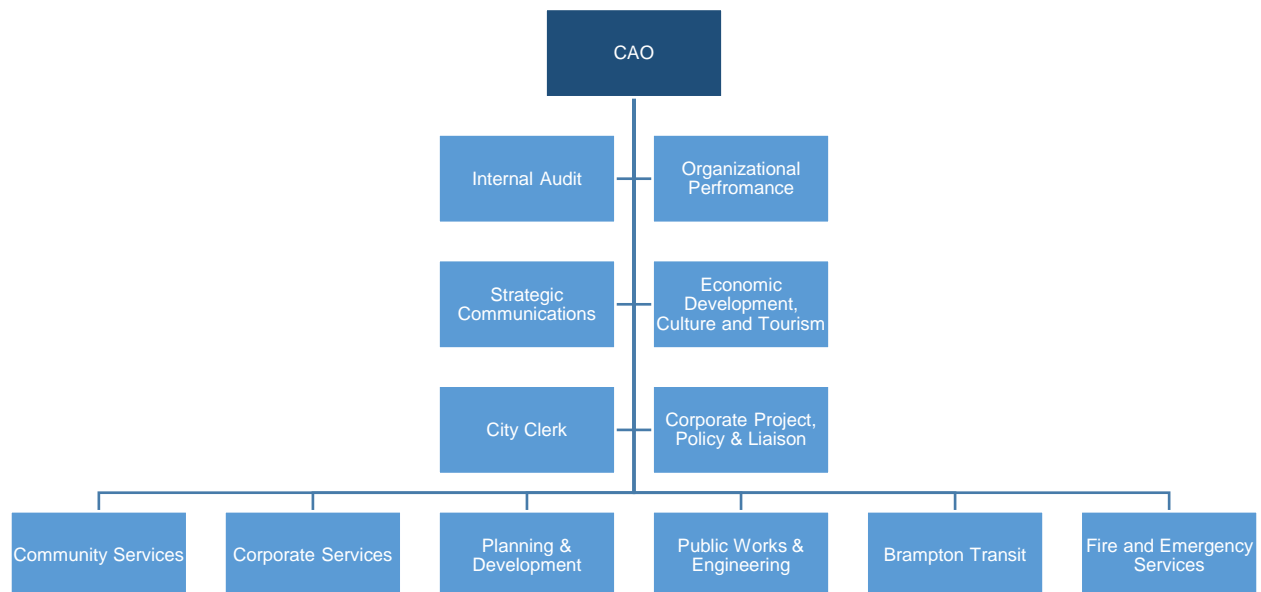 CAO
Internal Audit
Organizational
Perfromance
Strategic
Communications
Economic
Development,
Culture and Tourism
City Clerk
Corporate Project,
Policy & Liaison
Community Services
Corporate Services
Planning &
Development
Public Works &
Engineering
Brampton Transit
Fire and Emergency
Services